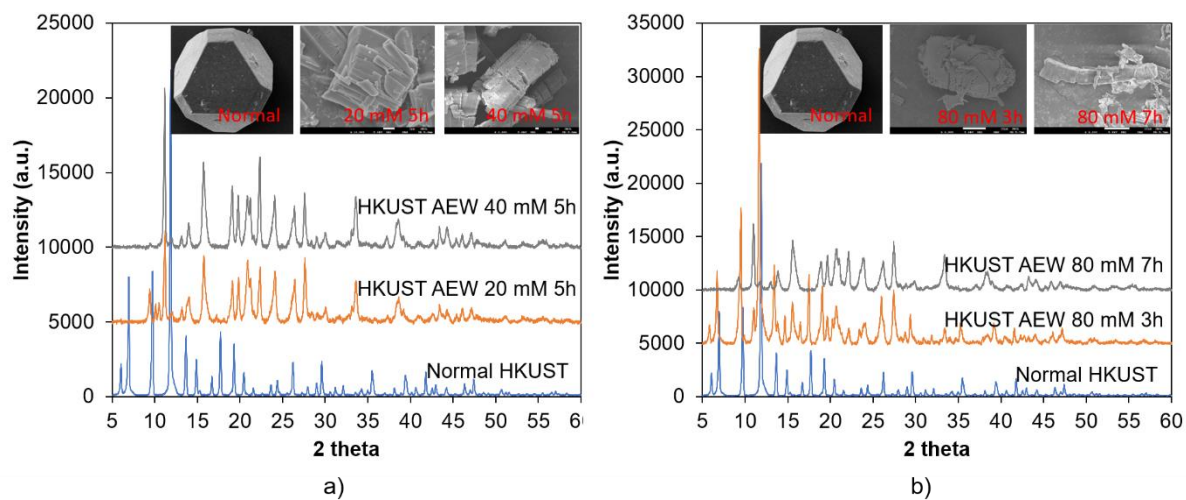 25000
20000
15000
10000
5000
0
Intensity (a.u.)
Normal
20 mM 5h
40 mM 5h
HKUST AEW 40 mM 5h
HKUST AEW 20 mM 5h
Normal HKUST
5 10 15 20 25 30 35 40 45 50 55 60
2 theta
a)
35000
30000
25000
20000
15000
10000
5000
0
Intensity (a.u.)
Normal
80 mM 3h
80 mM 7h
HKUST AEW 80 mM 7h
HKUST AEW 80 mM 3h
Normal HKUST
5 10 15 20 25 30 35 40 45 50 55 60
2 theta
b)